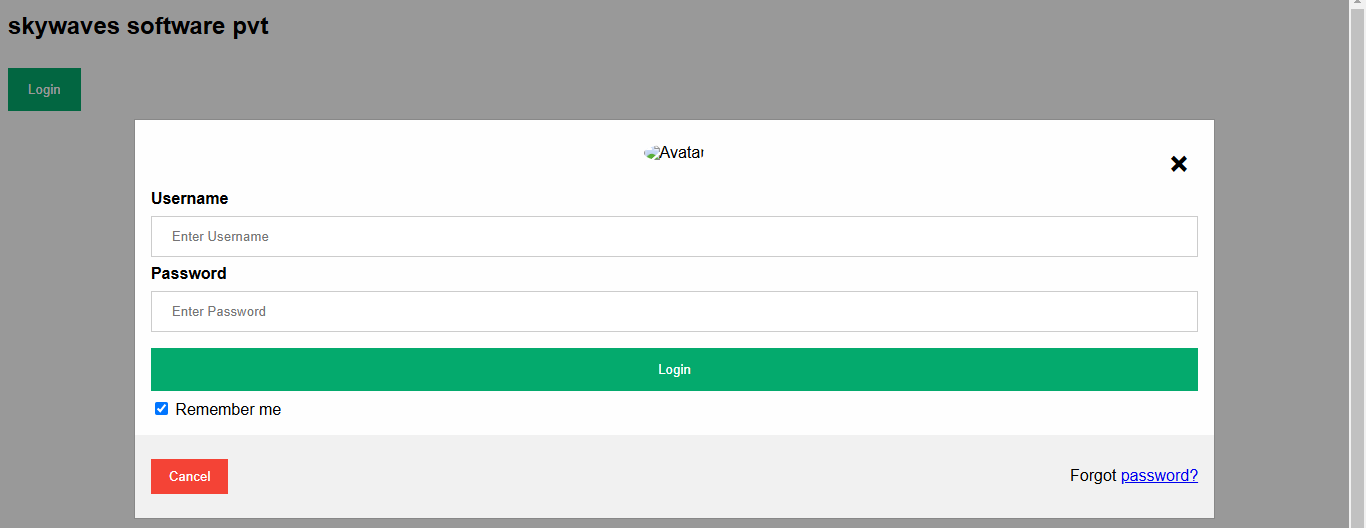 skywaves software pvt
Login
Avatar
×
Username
Enter Username
Password
Enter Password
Login
Remember me
Cancel
Forgot password?